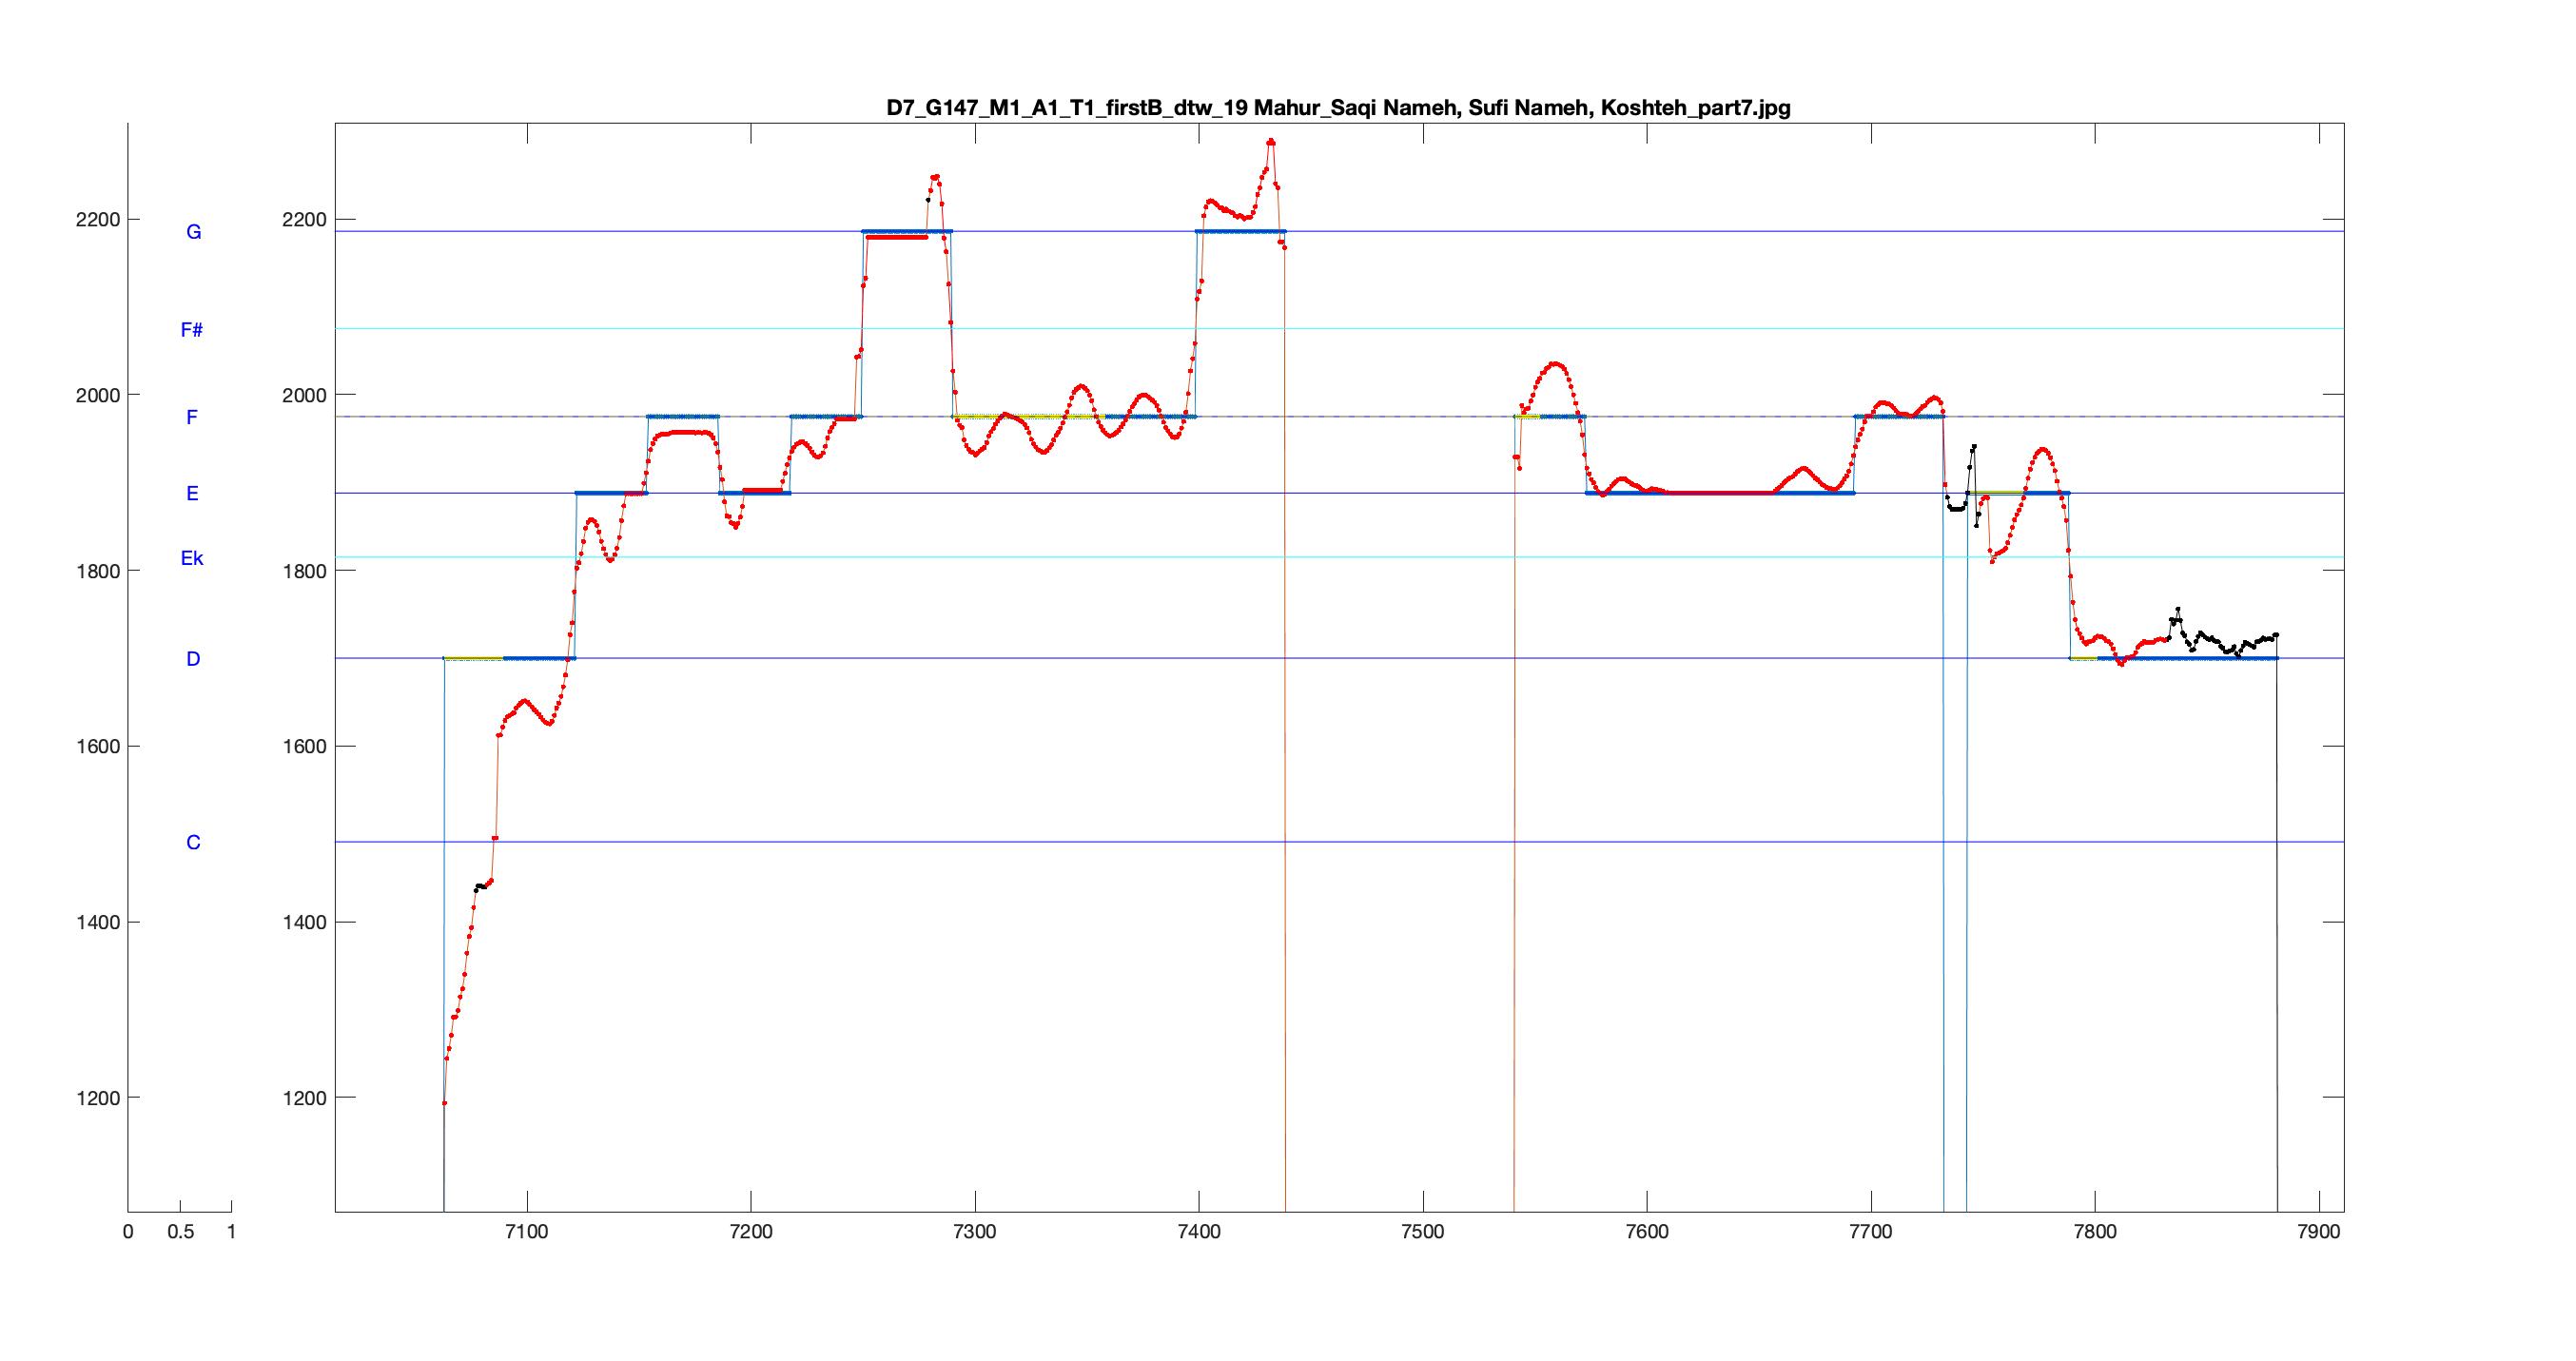 D7_G147_M1_A1_T1_firstB_dtw_19 Mahur_Saqi Nameh, Sufi Nameh, Koshteh_part7.jpg
2200 G 2200
F#
2000 2000
F
E
1800 Ek 1800
D
1600 1600
C
1400 1400
1200 1200
0 0.5 1 7100 7200 7300 7400 7500 7600 7700 7800 7900